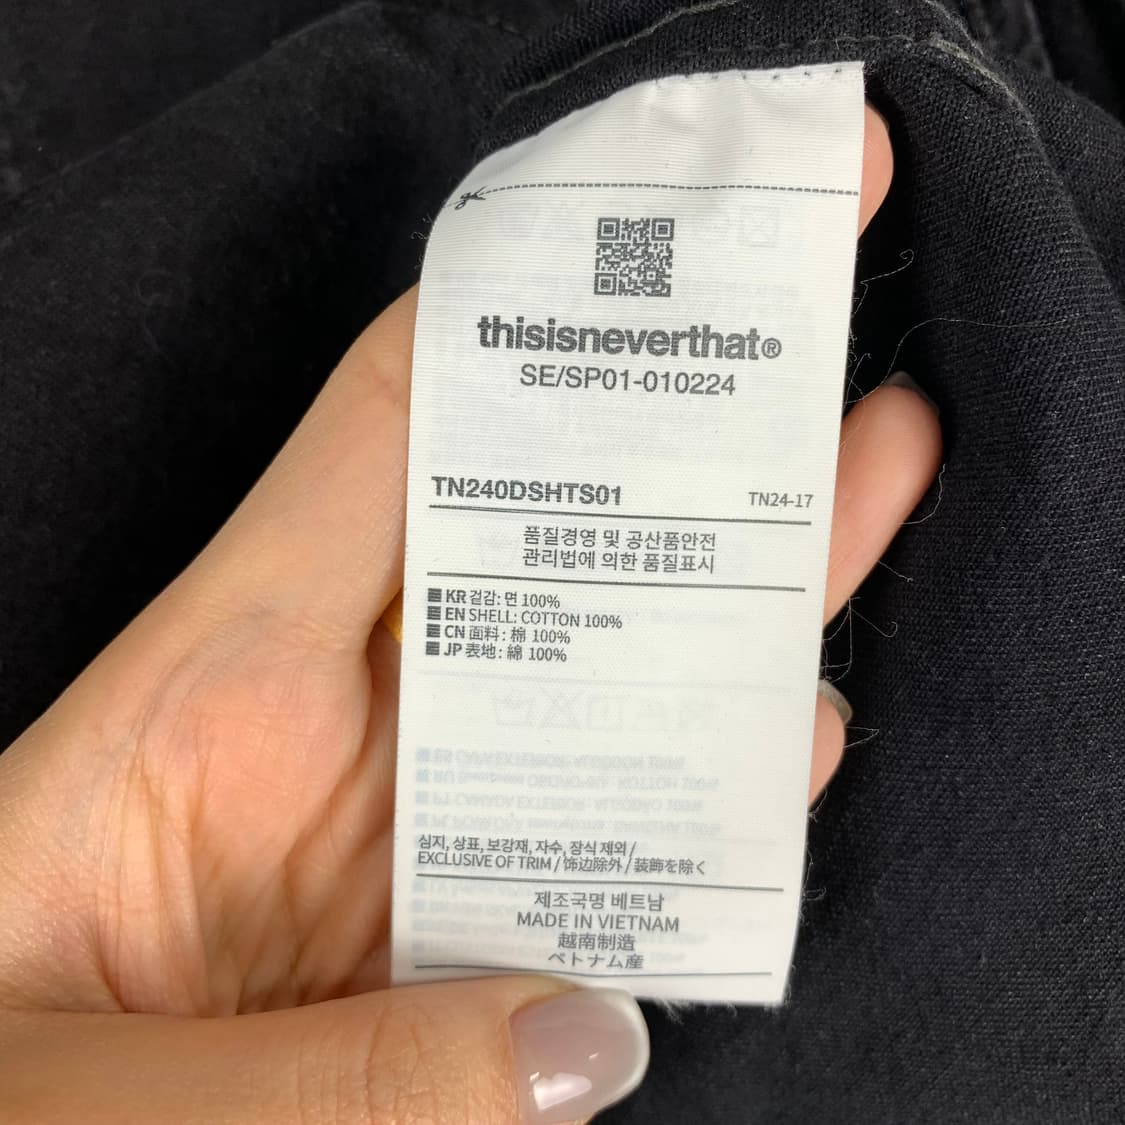 thisisneverthat®
SE/SP01-010224
TN240DSHTS01 TN24-17
품질경영 및 공산품안전
관리법에 의한 품질표시
KR 겉감: 면 100%
EN SHELL: COTTON 100%
CN 面料: 棉 100%
JP 表地: 綿 100%
심지, 상표, 보강재, 자수, 장식 제외 /
EXCLUSIVE OF TRIM / 饰边除外 / 装飾を除く
제조국명 베트남
MADE IN VIETNAM
越南制造
ベトナム産